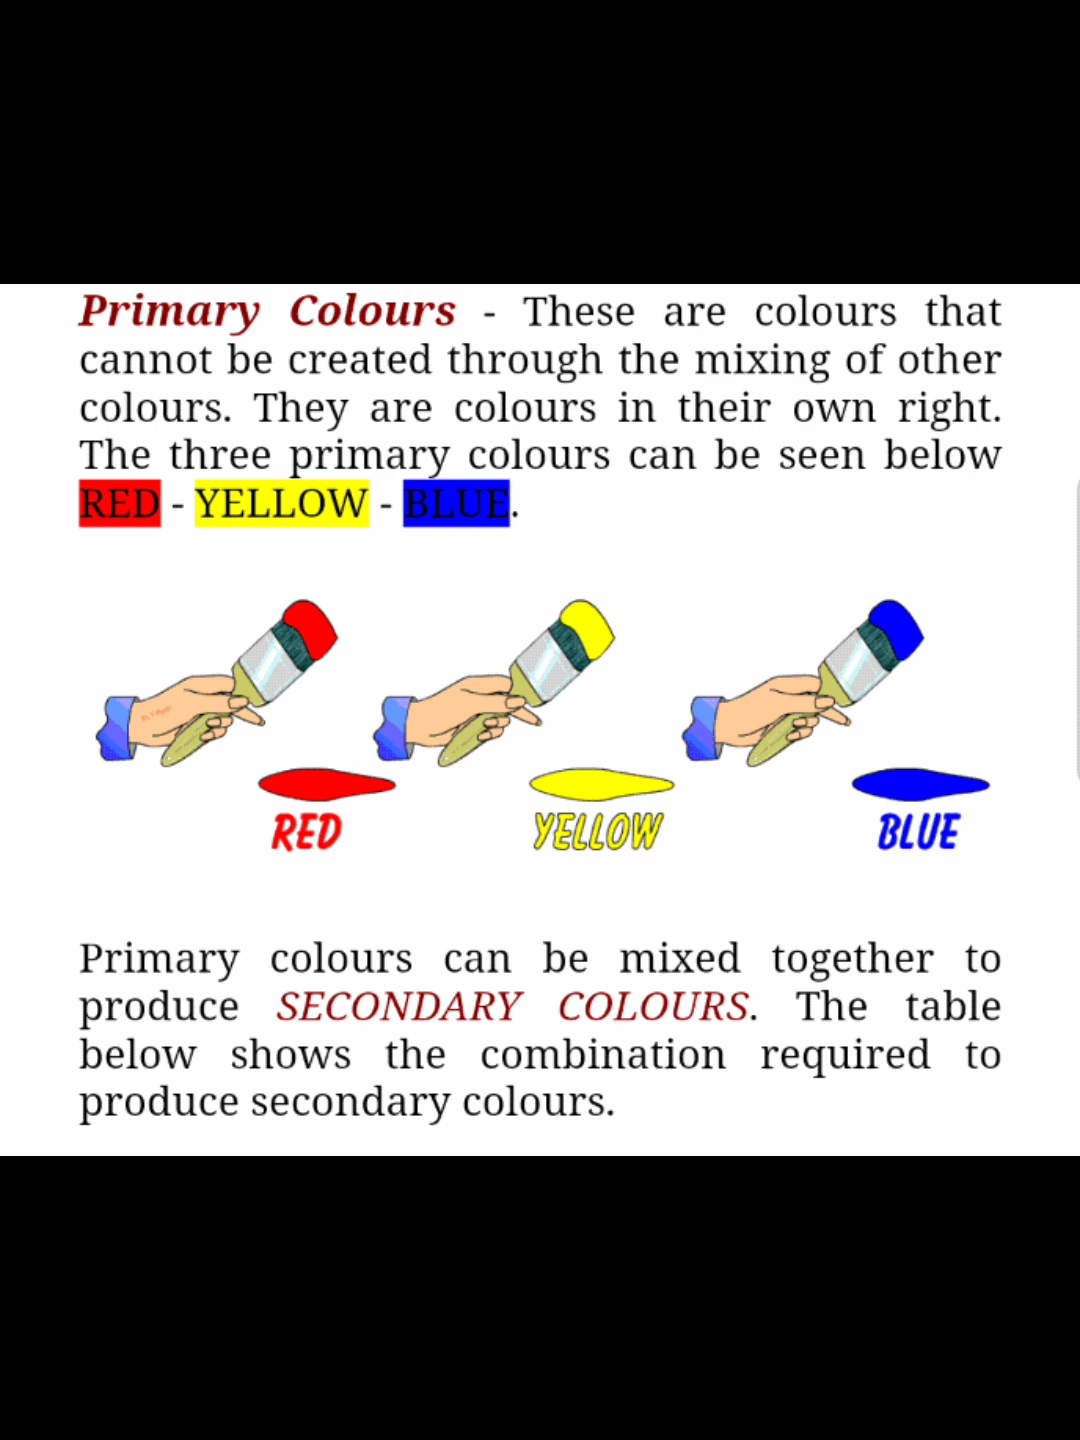 Primary Colours - These are colours that
cannot be created through the mixing of other
colours. They are colours in their own right.
The three primary colours can be seen below
RED - YELLOW - BLUE.
RED YELLOW BLUE
Primary colours can be mixed together to
produce SECONDARY COLOURS. The table
below shows the combination required to
produce secondary colours.